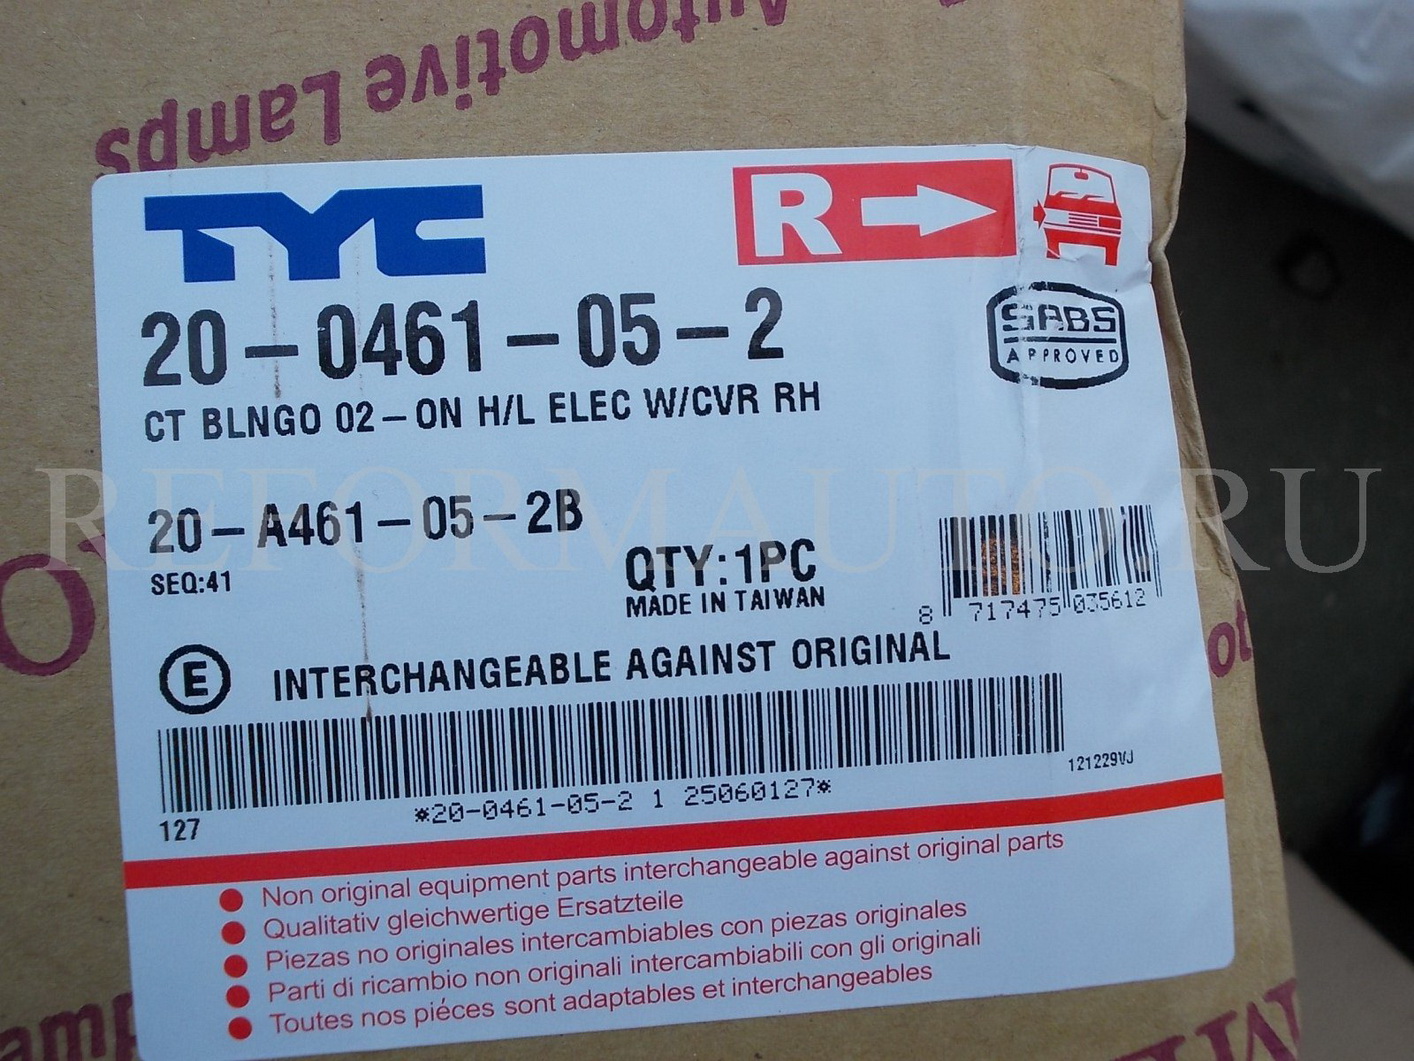 Automotive Lamps
TYC
R
20-0461-05-2
SABS
APPROVED
CT BLNGO 02-ON H/L ELEC W/CVR RH
REFORMAUTO.RU
20-A461-05-2B
SEQ:41
QTY:1PC
MADE IN TAIWAN
8 717475 035612
E INTERCHANGEABLE AGAINST ORIGINAL
121229VJ
*20-0461-05-2 1 25060127*
127
Non original equipment parts interchangeable against original parts
Qualitativ gleichwertige Ersatzteile
Piezas no originales intercambiables con piezas originales
Parti di ricambio non originali intercambiabili con gli originali
Toutes nos piéces sont adaptables et interchangeables